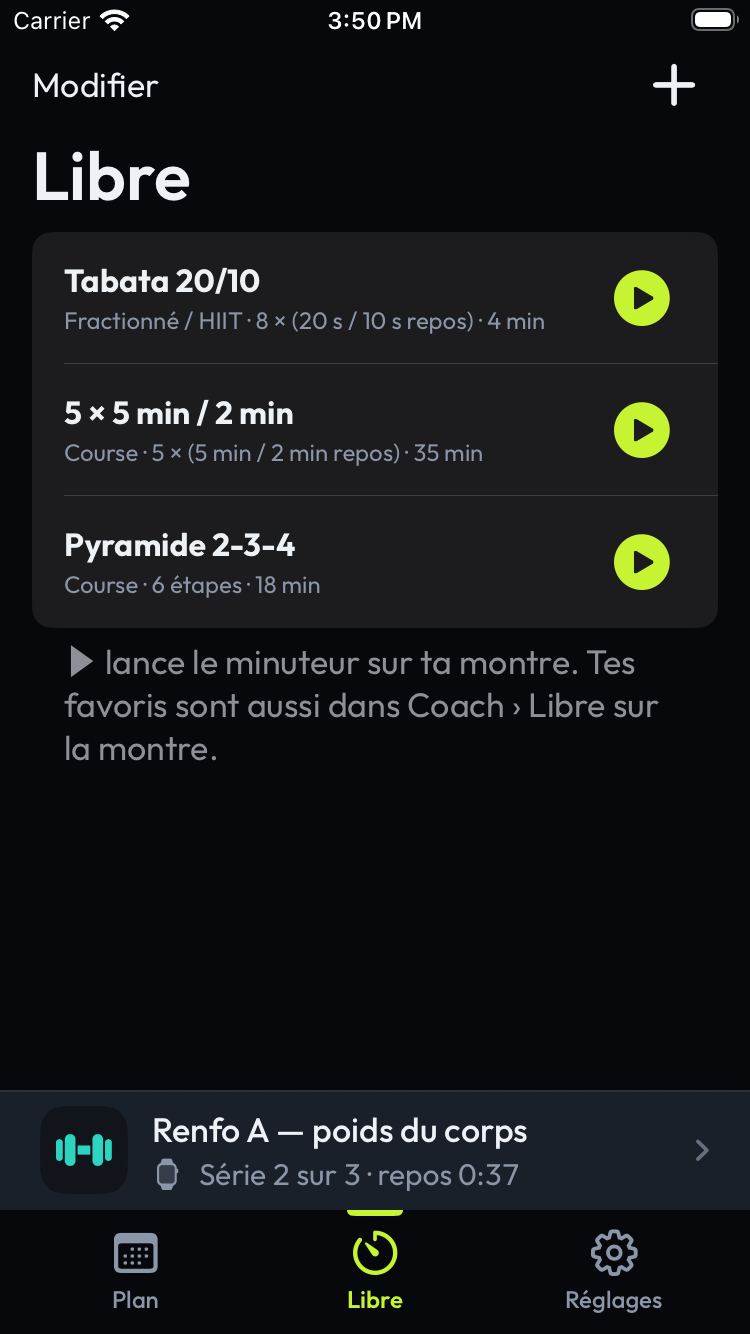 Carrier 3:50 PM
Modifier
Libre
Tabata 20/10
Fractionné / HIIT · 8 × (20 s / 10 s repos) · 4 min
5 × 5 min / 2 min
Course · 5 × (5 min / 2 min repos) · 35 min
Pyramide 2-3-4
Course · 6 étapes · 18 min
lance le minuteur sur ta montre. Tes
favoris sont aussi dans Coach › Libre sur
la montre.
Renfo A — poids du corps
Série 2 sur 3 · repos 0:37
Plan Libre Réglages